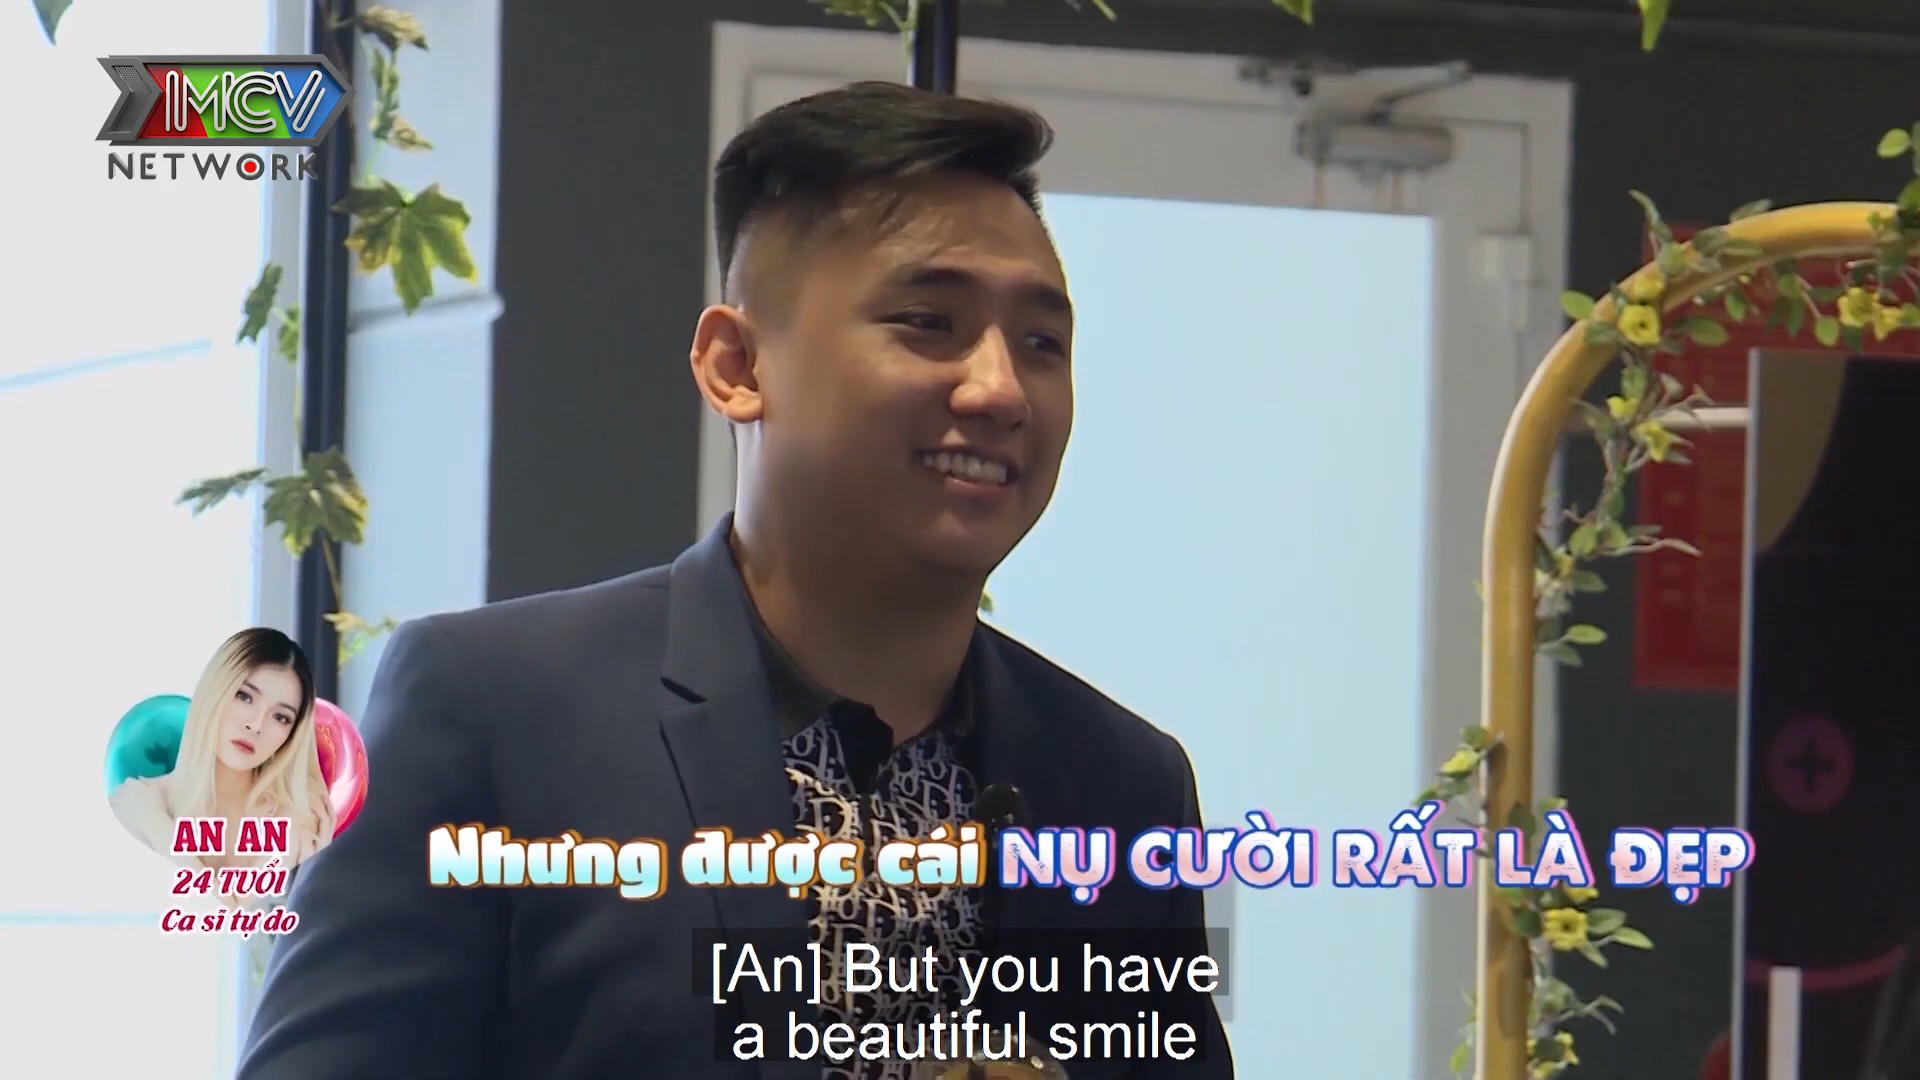 MCV
NETWORK
AN AN
24 TUỔI
Ca sĩ tự do
Nhưng được cái NỤ CƯỜI RẤT LÀ ĐẸP
[An] But you have
a beautiful smile